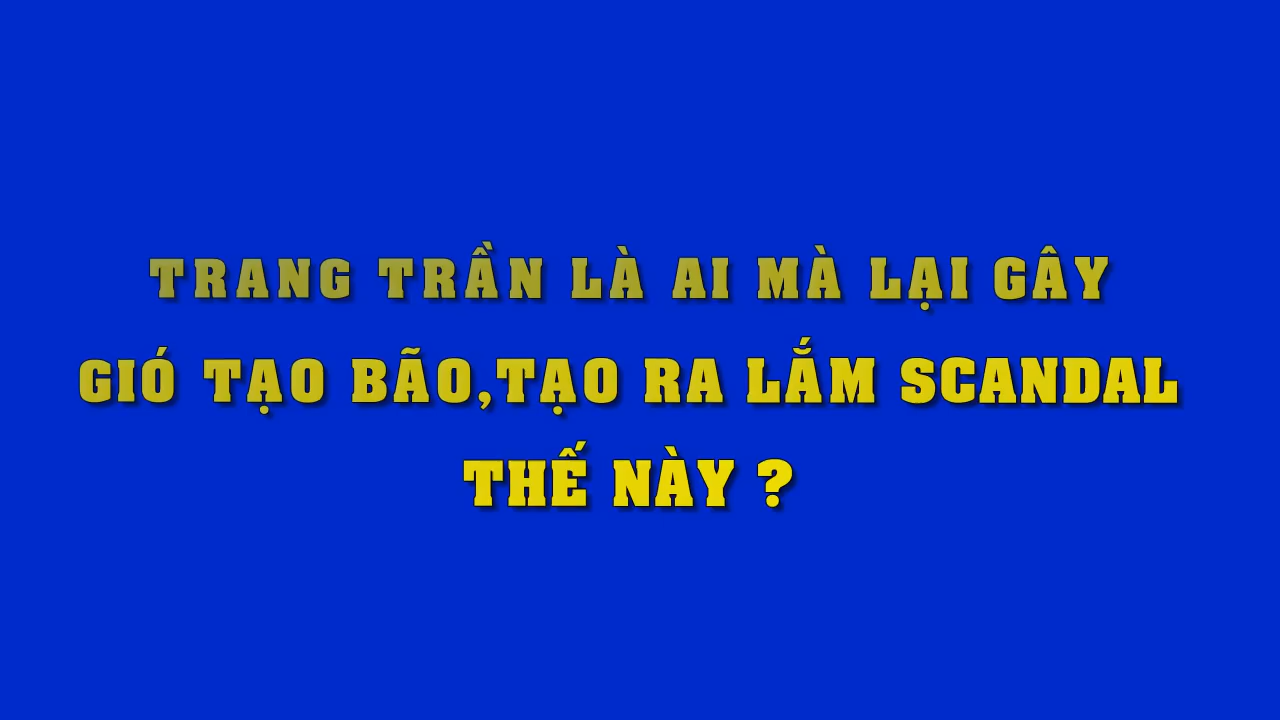 TRANG TRẦN LÀ AI MÀ LẠI GÂY
GIÓ TẠO BÃO,TẠO RA LẮM SCANDAL
THẾ NÀY ?